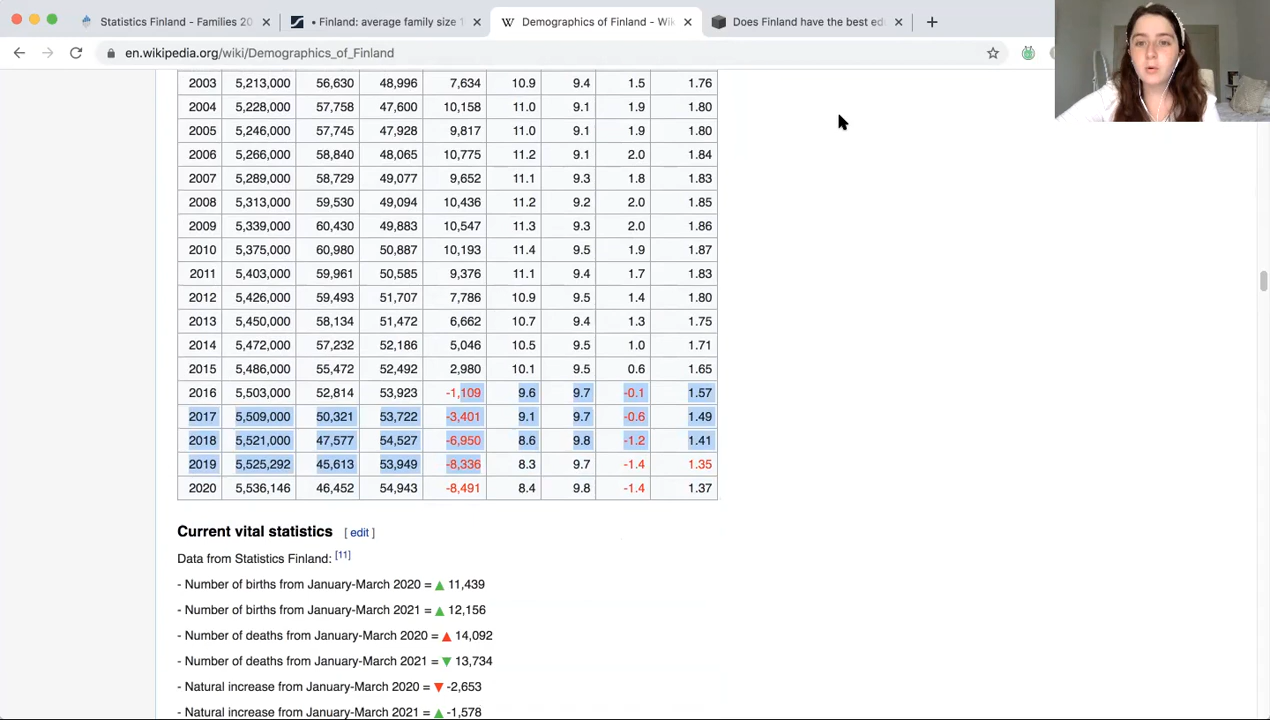 Statistics Finland - Families 20
• Finland: average family size 1
Demographics of Finland - Wi
Does Finland have the best ed
en.wikipedia.org/wiki/Demographics_of_Finland
2003 5,213,000 56,630 48,996 7,634 10.9 9.4 1.5 1.76
2004 5,228,000 57,758 47,600 10,158 11.0 9.1 1.9 1.80
2005 5,246,000 57,745 47,928 9,817 11.0 9.1 1.9 1.80
2006 5,266,000 58,840 48,065 10,775 11.2 9.1 2.0 1.84
2007 5,289,000 58,729 49,077 9,652 11.1 9.3 1.8 1.83
2008 5,313,000 59,530 49,094 10,436 11.2 9.2 2.0 1.85
2009 5,339,000 60,430 49,883 10,547 11.3 9.3 2.0 1.86
2010 5,375,000 60,980 50,887 10,193 11.4 9.5 1.9 1.87
2011 5,403,000 59,961 50,585 9,376 11.1 9.4 1.7 1.83
2012 5,426,000 59,493 51,707 7,786 10.9 9.5 1.4 1.80
2013 5,450,000 58,134 51,472 6,662 10.7 9.4 1.3 1.75
2014 5,472,000 57,232 52,186 5,046 10.5 9.5 1.0 1.71
2015 5,486,000 55,472 52,492 2,980 10.1 9.5 0.6 1.65
2016 5,503,000 52,814 53,923 -1,109 9.6 9.7 -0.1 1.57
2017 5,509,000 50,321 53,722 -3,401 9.1 9.7 -0.6 1.49
2018 5,521,000 47,577 54,527 -6,950 8.6 9.8 -1.2 1.41
2019 5,525,292 45,613 53,949 -8,336 8.3 9.7 -1.4 1.35
2020 5,536,146 46,452 54,943 -8,491 8.4 9.8 -1.4 1.37
Current vital statistics [ edit ]
Data from Statistics Finland: [11]
- Number of births from January-March 2020 = ▲ 11,439
- Number of births from January-March 2021 = ▲ 12,156
- Number of deaths from January-March 2020 = ▲ 14,092
- Number of deaths from January-March 2021 = ▼ 13,734
- Natural increase from January-March 2020 = ▼ -2,653
- Natural increase from January-March 2021 = ▲ -1,578